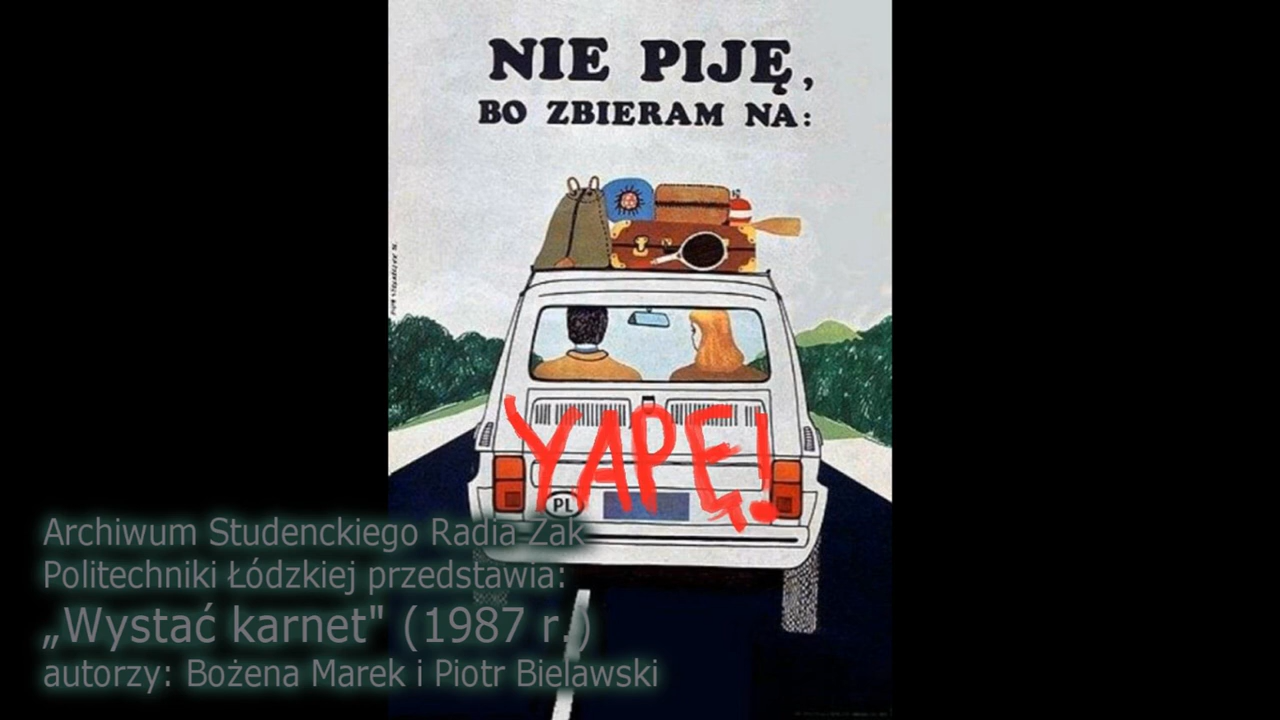 NIE PIJĘ,
BO ZBIERAM NA:
YAPĘ!
PL
Archiwum Studenckiego Radia Żak
Politechniki Łódzkiej przedstawia:
„Wystać karnet" (1987 r.)
autorzy: Bożena Marek i Piotr Bielawski